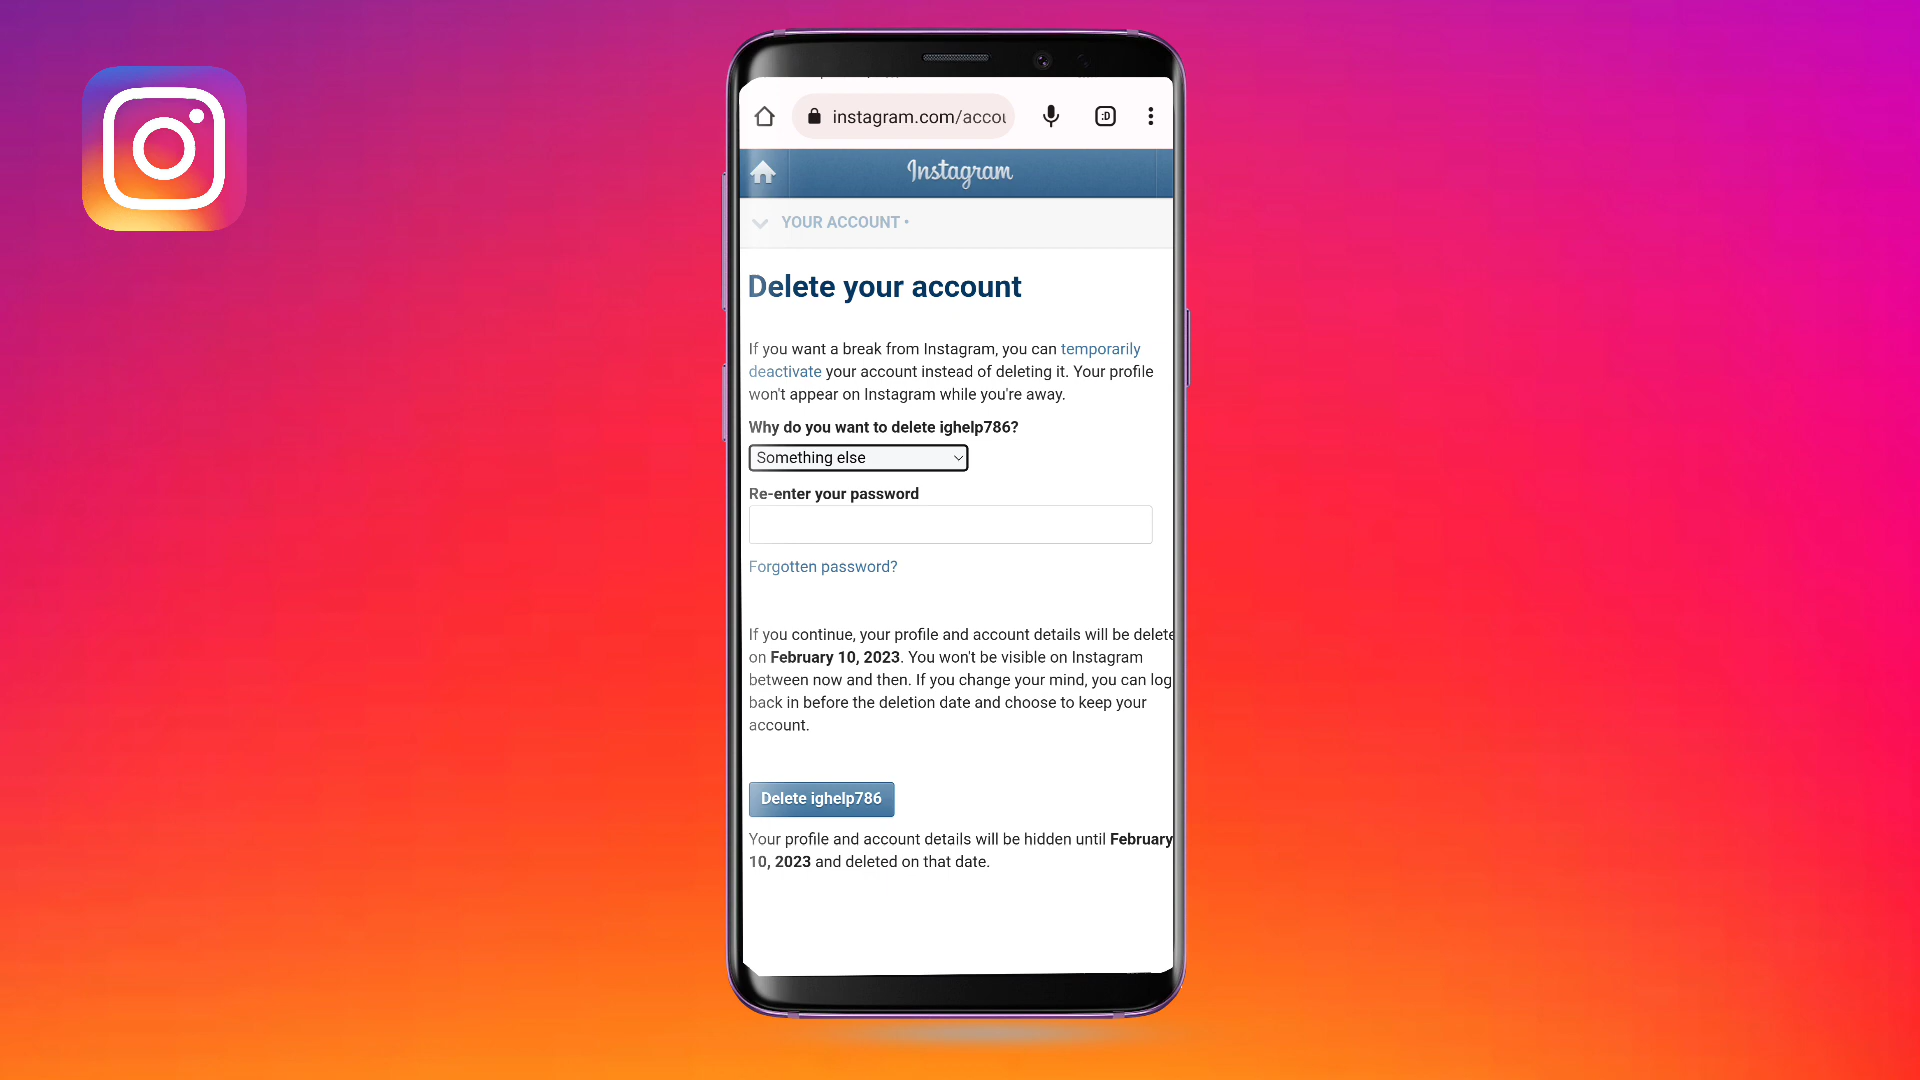 instagram.com/accou
Instagram
YOUR ACCOUNT •
Delete your account
If you want a break from Instagram, you can temporarily
deactivate your account instead of deleting it. Your profile
won't appear on Instagram while you're away.
Why do you want to delete ighelp786?
Something else
Re-enter your password
Forgotten password?
If you continue, your profile and account details will be delete
on February 10, 2023. You won't be visible on Instagram
between now and then. If you change your mind, you can log
back in before the deletion date and choose to keep your
account.
Delete ighelp786
Your profile and account details will be hidden until February
10, 2023 and deleted on that date.